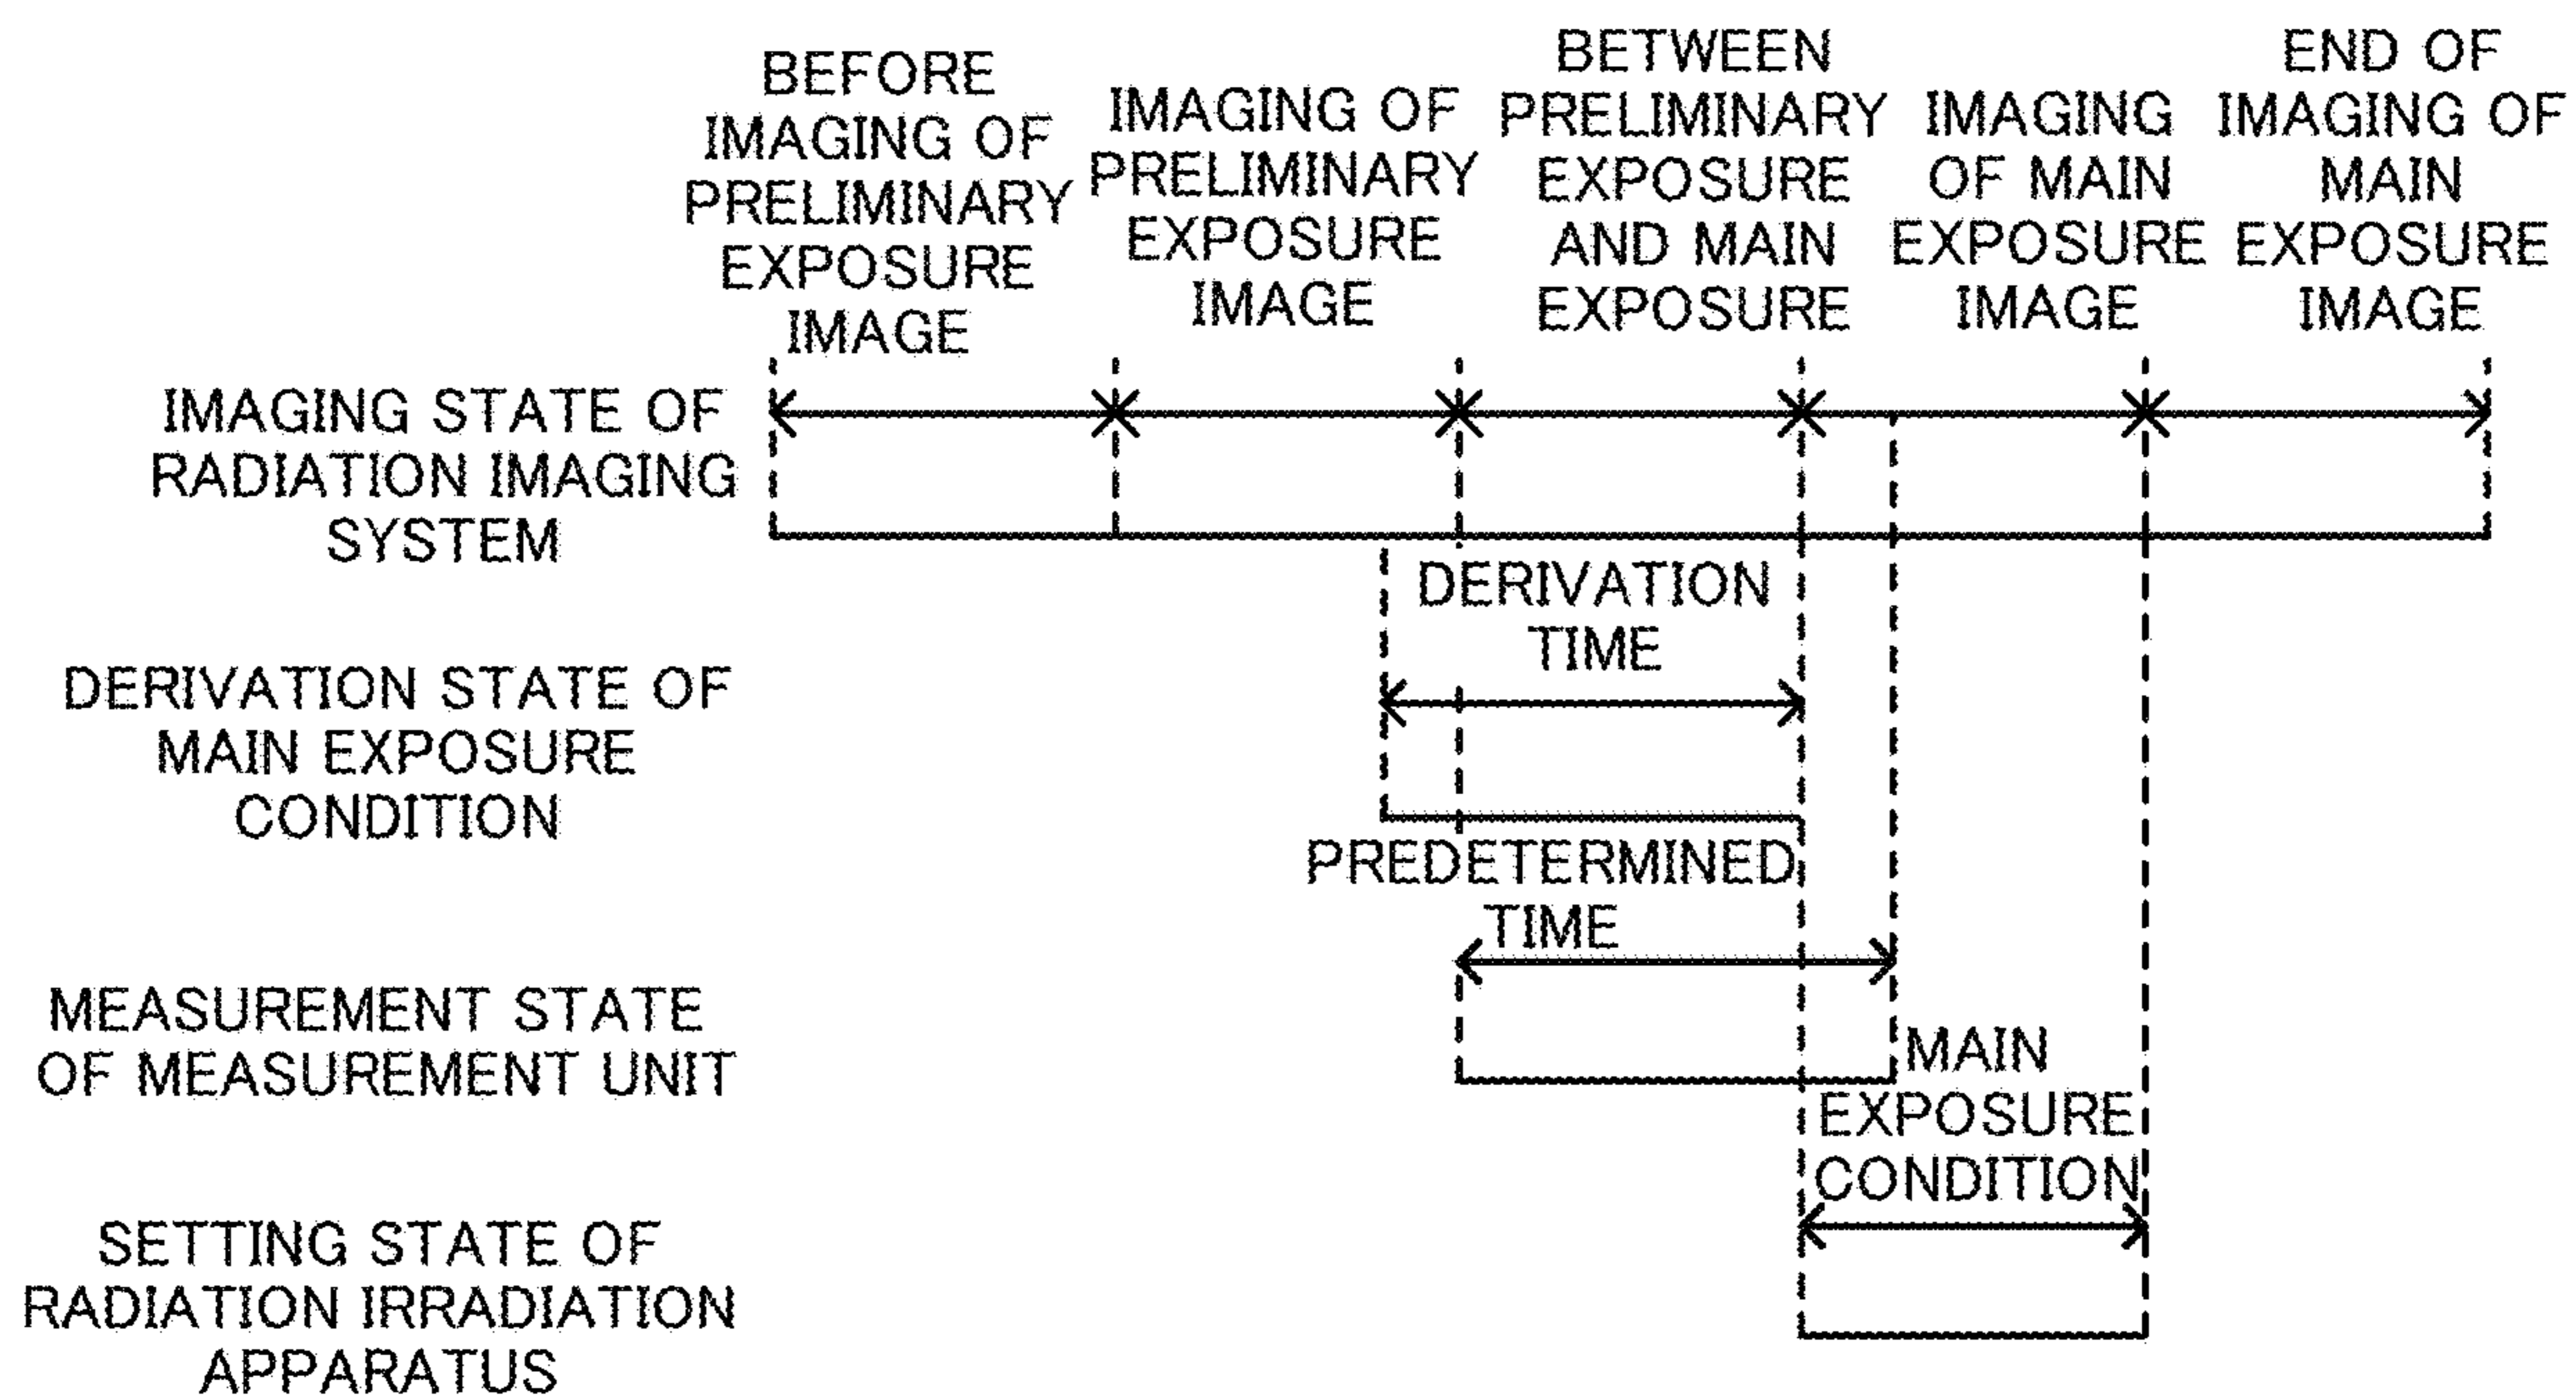 BEFORE
IMAGING OF
PRELIMINARY
EXPOSURE
IMAGE
IMAGING OF
PRELIMINARY
EXPOSURE
IMAGE
BETWEEN
PRELIMINARY
EXPOSURE
AND MAIN
EXPOSURE
IMAGING
OF MAIN
EXPOSURE
IMAGE
END OF
IMAGING OF
MAIN
EXPOSURE
IMAGE
IMAGING STATE OF
RADIATION IMAGING
SYSTEM
DERIVATION
TIME
DERIVATION STATE OF
MAIN EXPOSURE
CONDITION
PREDETERMINED
TIME
MEASUREMENT STATE
OF MEASUREMENT UNIT
MAIN
EXPOSURE
CONDITION
SETTING STATE OF
RADIATION IRRADIATION
APPARATUS